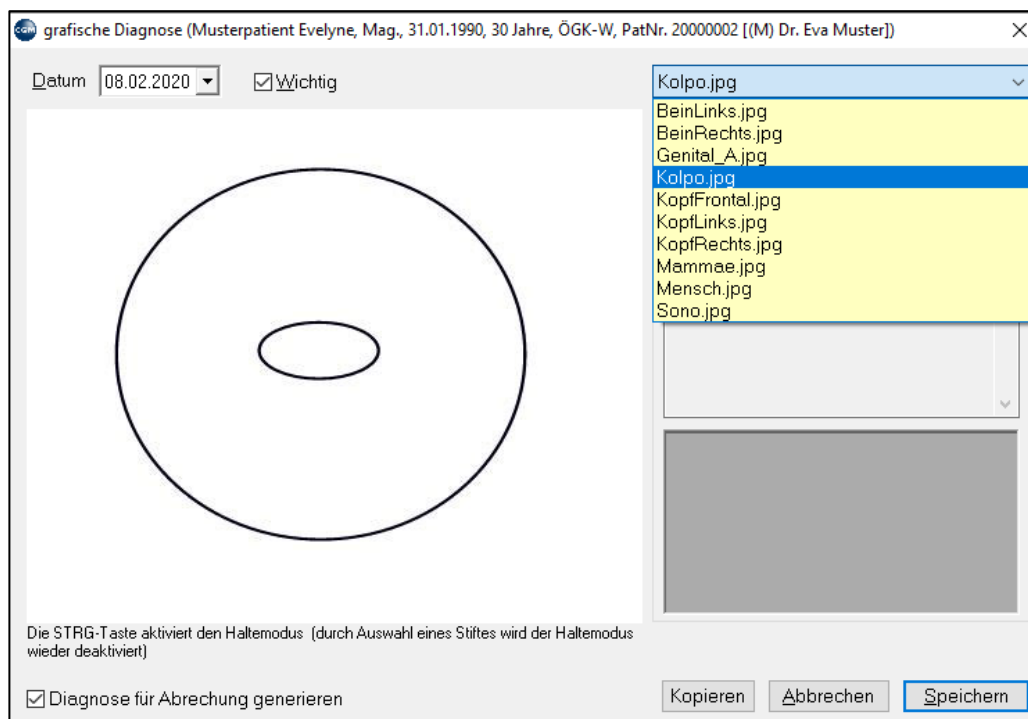 CGM grafische Diagnose (Musterpatient Evelyne, Mag., 31.01.1990, 30 Jahre, ÖGK-W, PatNr. 20000002 [(M) Dr. Eva Muster])
Datum 08.02.2020 Wichtig
Kolpo.jpg
BeinLinks.jpg
BeinRechts.jpg
Genital_A.jpg
Kolpo.jpg
KopfFrontal.jpg
KopfLinks.jpg
KopfRechts.jpg
Mammae.jpg
Mensch.jpg
Sono.jpg
Die STRG-Taste aktiviert den Haltemodus (durch Auswahl eines Stiftes wird der Haltemodus
wieder deaktiviert)
Diagnose für Abrechung generieren
Kopieren Abbrechen Speichern